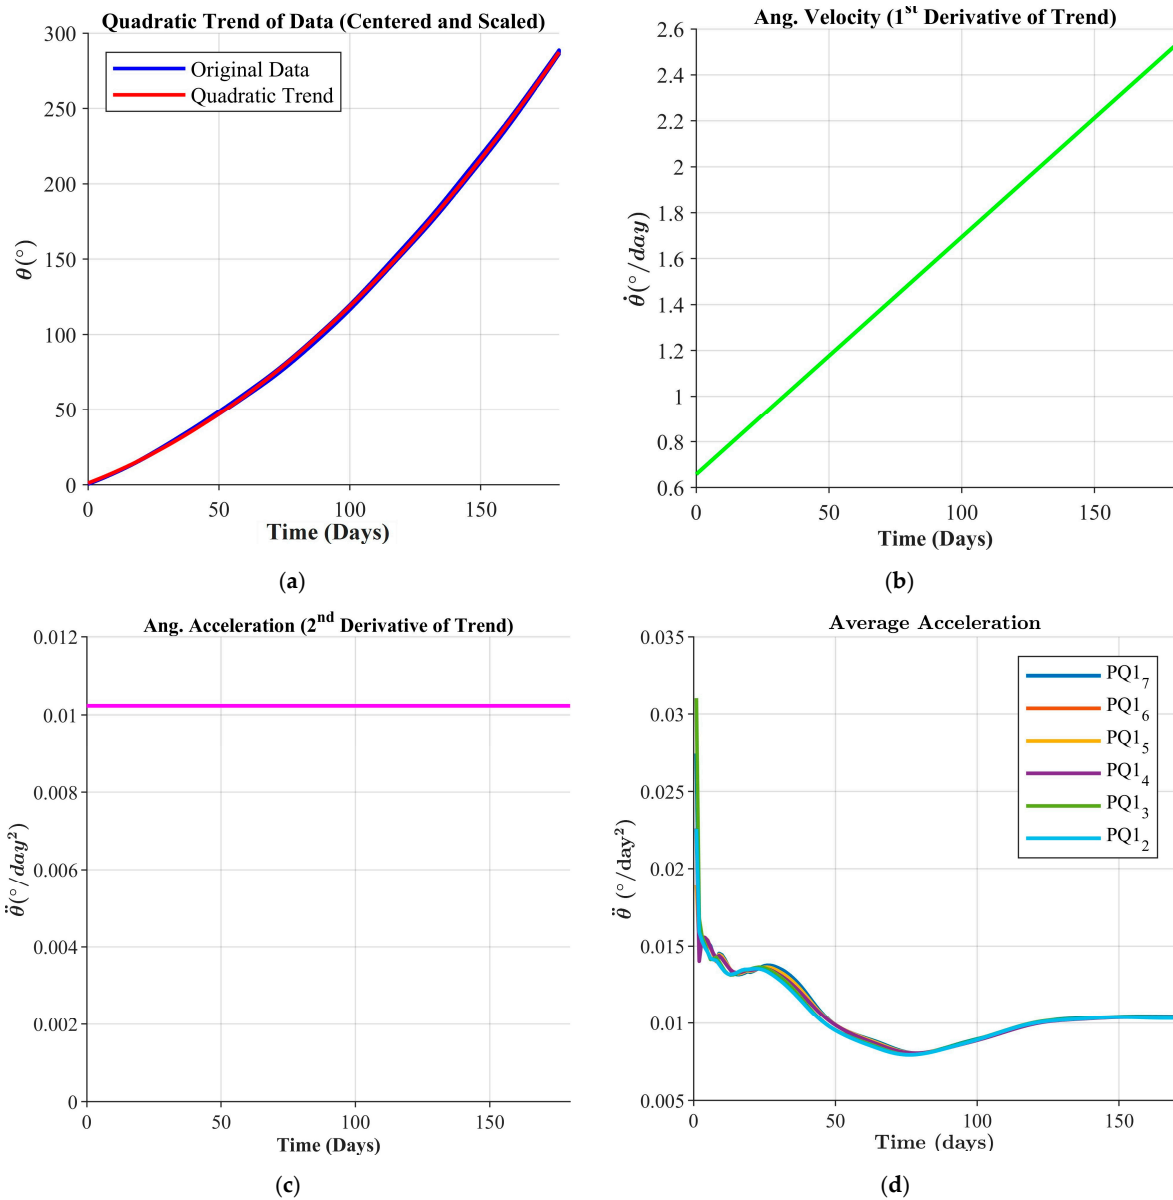 Quadratic Trend of Data (Centered and Scaled)
300
250
200
150
100
50
0
θ(°)
Original Data
Quadratic Trend
0 50 100 150
Time (Days)
(a)
Ang. Velocity (1st Derivative of Trend)
2.6
2.4
2.2
2
1.8
1.6
1.4
1.2
1
0.8
0.6
θ̇(°/day)
0 50 100 150
Time (Days)
(b)
Ang. Acceleration (2nd Derivative of Trend)
0.012
0.01
0.008
0.006
0.004
0.002
0
θ̈(°/day²)
0 50 100 150
Time (Days)
(c)
Average Acceleration
0.035
0.03
0.025
0.02
0.015
0.01
0.005
θ̈ (°/day²)
PQ1₇
PQ1₆
PQ1₅
PQ1₄
PQ1₃
PQ1₂
0 50 100 150
Time (days)
(d)